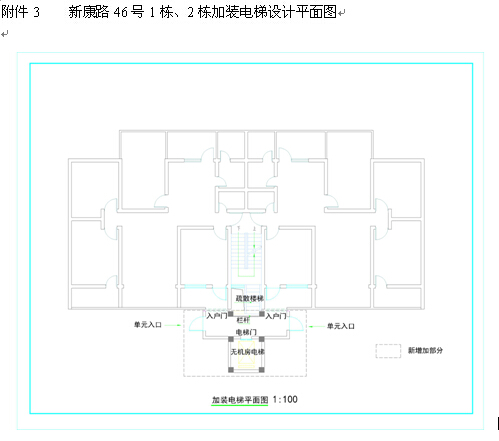 附件 3 新康路 46 号 1 栋、2 栋加装电梯设计平面图
疏散楼梯
入户门
栏杆
入户门
单元入口
电梯门
单元入口
无机房电梯
新增加部分
加装电梯平面图 1:100